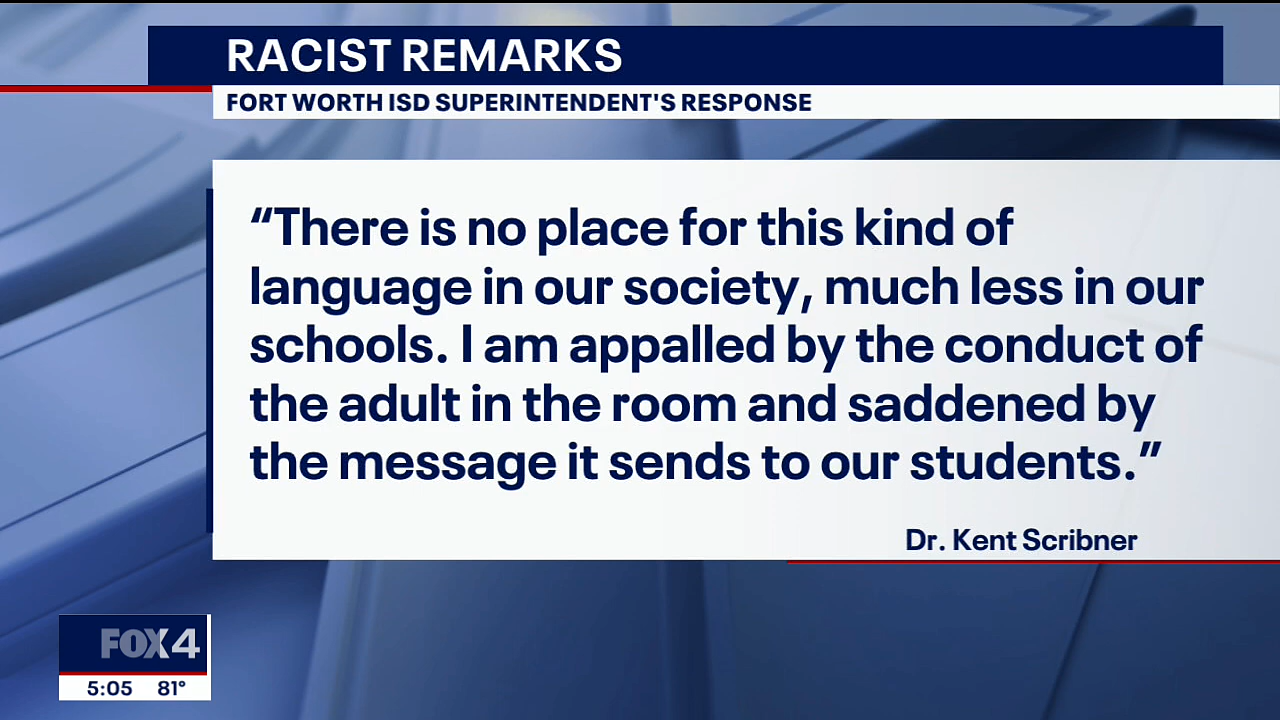 RACIST REMARKS
FORT WORTH ISD SUPERINTENDENT'S RESPONSE
“There is no place for this kind of
language in our society, much less in our
schools. I am appalled by the conduct of
the adult in the room and saddened by
the message it sends to our students.”
Dr. Kent Scribner
FOX4
5:05 81°